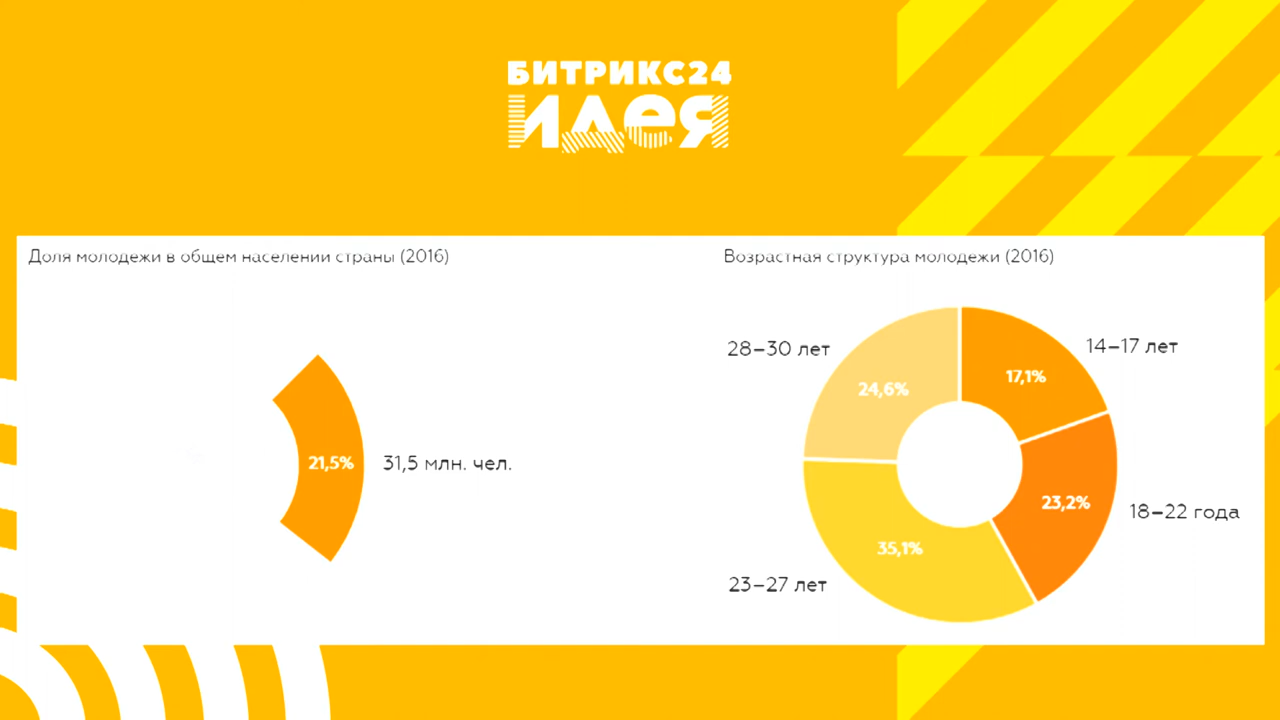 БИТРИКС24
ИДЕЯ
Доля молодежи в общем населении страны (2016)
21,5%
31,5 млн. чел.
Возрастная структура молодежи (2016)
28–30 лет
14–17 лет
17,1%
24,6%
23,2%
18–22 года
35,1%
23–27 лет